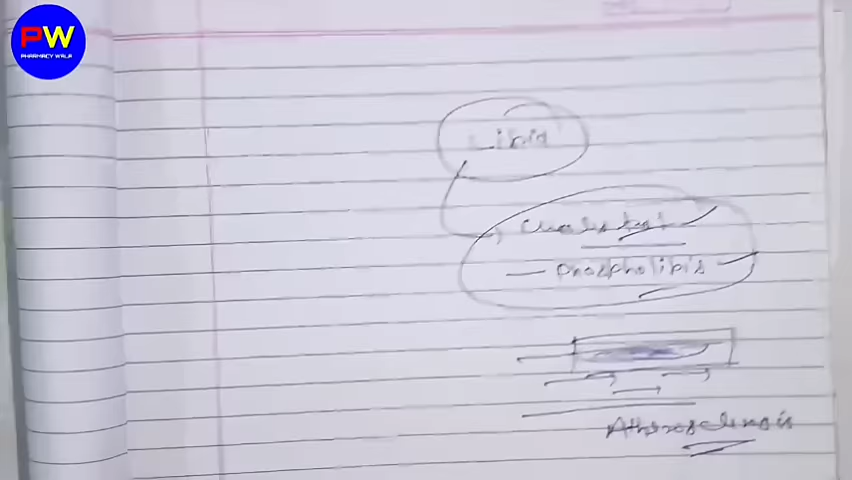 PW
PHARMACY WALA
Lipid
Cholesterol
- Phospholipids
Atherosclerosis